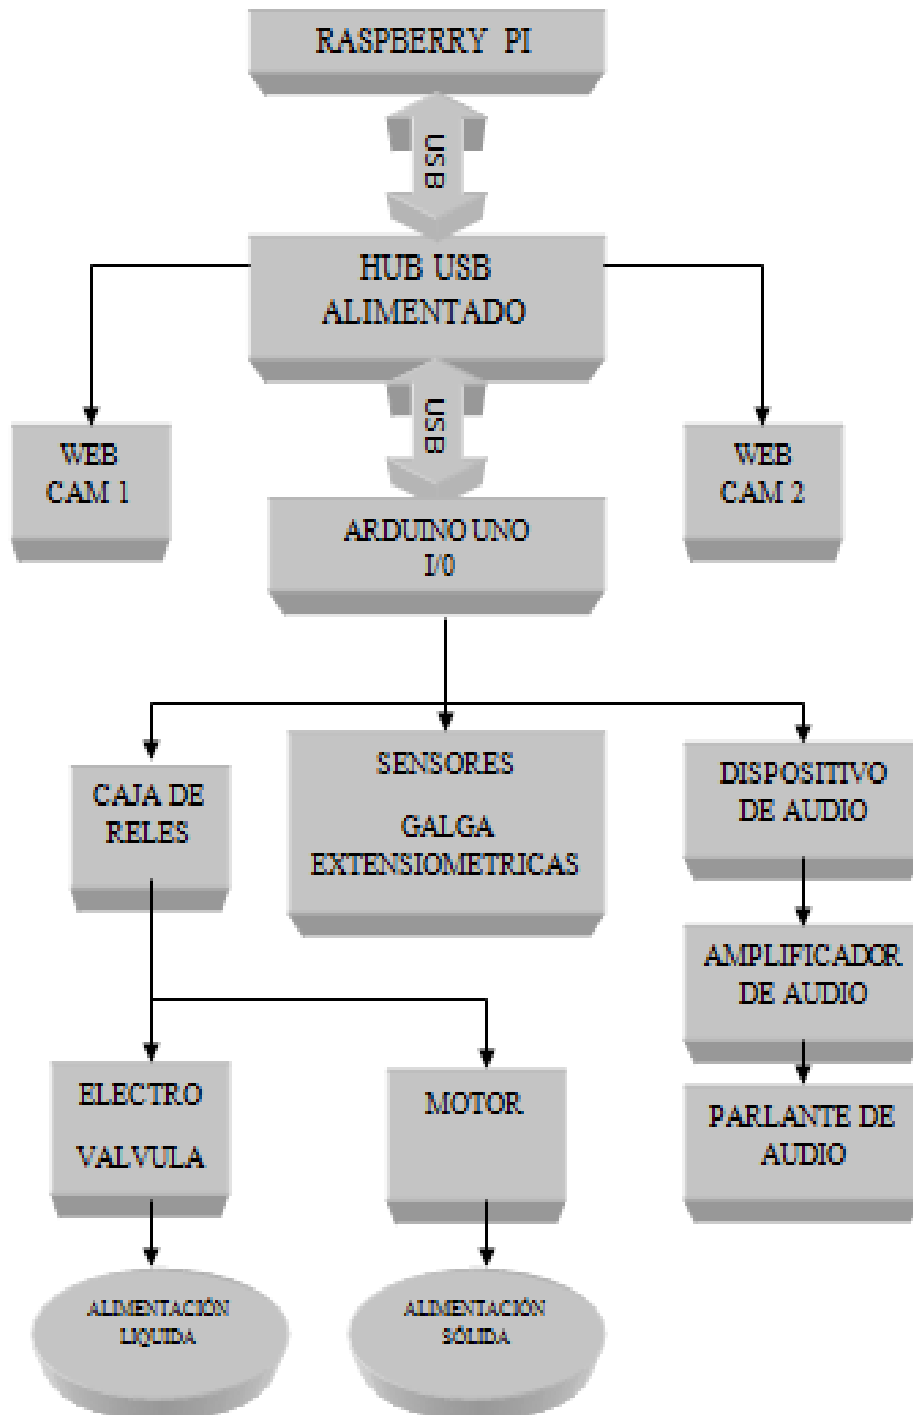 RASPBERRY PI
USB
HUB USB
ALIMENTADO
USB
WEB
CAM 1
WEB
CAM 2
ARDUINO UNO
I/0
CAJA DE
RELES
SENSORES
GALGA
EXTENSIOMETRICAS
DISPOSITIVO
DE AUDIO
AMPLIFICADOR
DE AUDIO
ELECTRO
VALVULA
MOTOR
PARLANTE DE
AUDIO
ALIMENTACIÓN
LIQUIDA
ALIMENTACIÓN
SÓLIDA